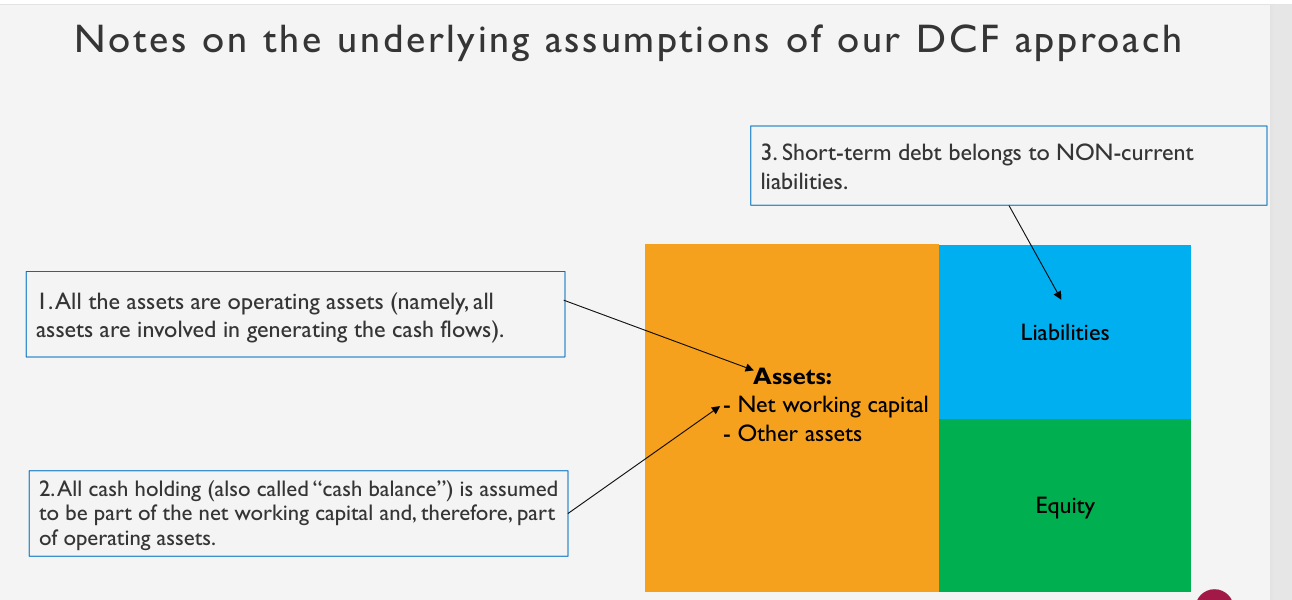 Notes on the underlying assumptions of our DCF approach
3. Short-term debt belongs to NON-current
liabilities.
1. All the assets are operating assets (namely, all
assets are involved in generating the cash flows).
Liabilities
Assets:
- Net working capital
- Other assets
2. All cash holding (also called “cash balance”) is assumed
to be part of the net working capital and, therefore, part
of operating assets.
Equity